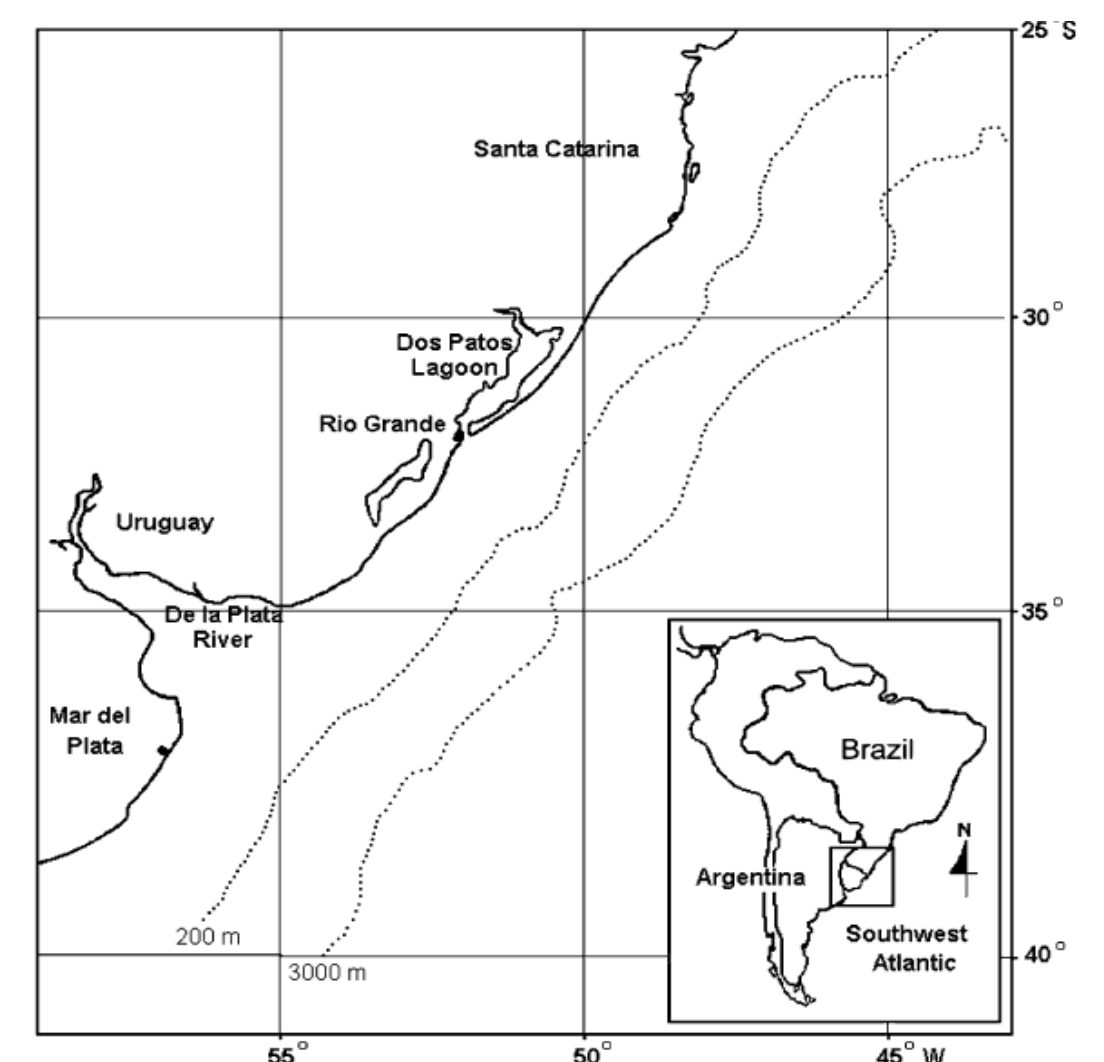 25°S
Santa Catarina
30°
Dos Patos
Lagoon
Rio Grande
Uruguay
35°
De la Plata
River
Mar del
Plata
Brazil
N
Argentina
Southwest
Atlantic
200 m
40°
3000 m
55°
50°
45° W